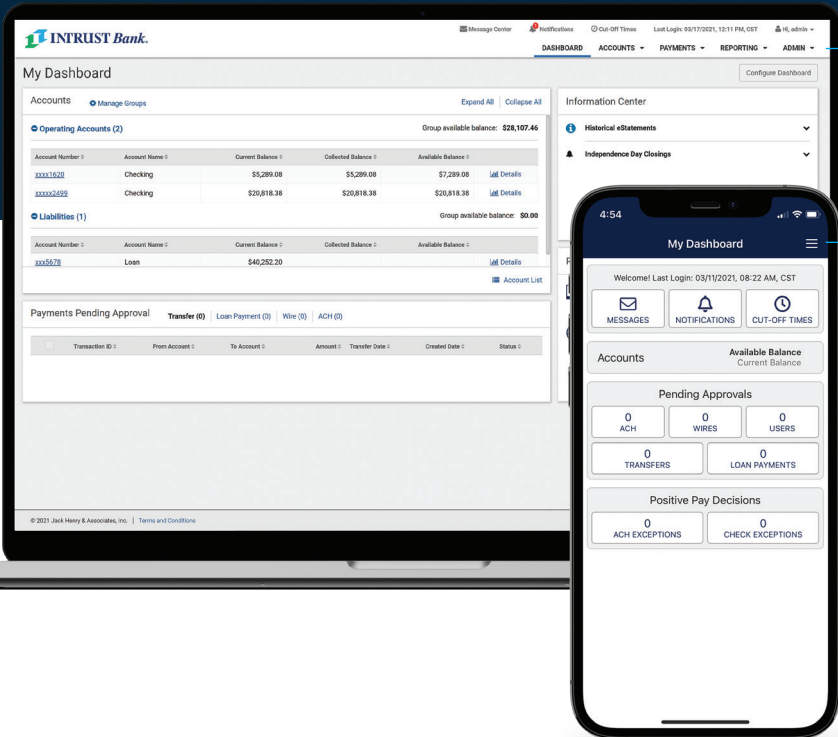 INTRUST Bank.
Message Center Notifications Cut-Off Times Last Login: 03/17/2021, 12:11 PM, CST Hi, admin
DASHBOARD ACCOUNTS PAYMENTS REPORTING ADMIN
My Dashboard
Configure Dashboard
Accounts Manage Groups Expand All Collapse All
Operating Accounts (2) Group available balance: $28,107.46
Account Number Account Name Current Balance Collected Balance Available Balance
xxxx1620 Checking $5,289.08 $5,289.08 $7,289.08 Details
xxxxx2499 Checking $20,818.38 $20,818.38 $20,818.38 Details
Liabilities (1) Group available balance: $0.00
Account Number Account Name Current Balance Collected Balance Available Balance
xxx5678 Loan $40,252.20 Details
Account List
Payments Pending Approval Transfer (0) Loan Payment (0) Wire (0) ACH (0)
Transaction ID From Account To Account Amount Transfer Date Created Date Status
© 2021 Jack Henry & Associates, Inc. | Terms and Conditions
Information Center
Historical eStatements
Independence Day Closings
4:54
My Dashboard
Welcome! Last Login: 03/11/2021, 08:22 AM, CST
MESSAGES NOTIFICATIONS CUT-OFF TIMES
Accounts Available Balance
Current Balance
Pending Approvals
0 0 0
ACH WIRES USERS
0 0
TRANSFERS LOAN PAYMENTS
Positive Pay Decisions
0 0
ACH EXCEPTIONS CHECK EXCEPTIONS